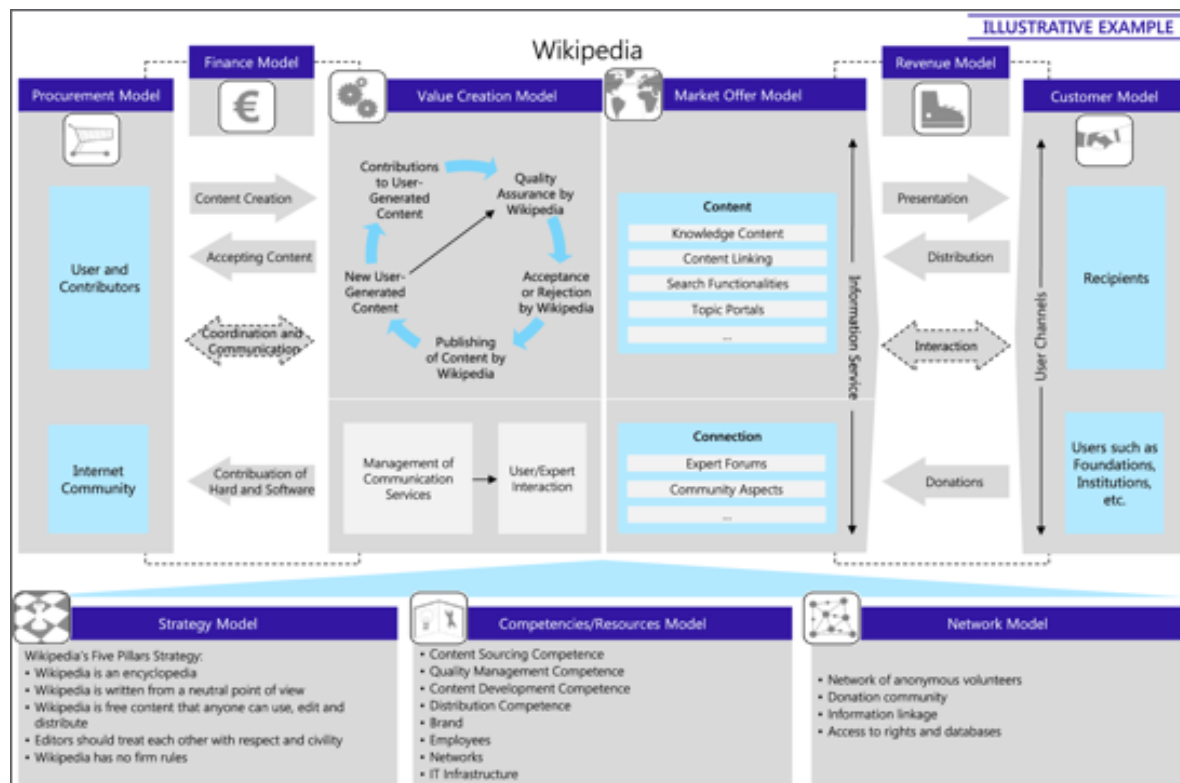 ILLUSTRATIVE EXAMPLE
Wikipedia
Finance Model
Revenue Model
Procurement Model
Value Creation Model
Market Offer Model
Customer Model
€
Content Creation
Accepting Content
Coordination and
Communication
Contribuation of
Hard and Software
User and
Contributors
Internet
Community
Contributions
to User-
Generated
Content
Quality
Assurance by
Wikipedia
Acceptance
or Rejection
by Wikipedia
Publishing
of Content by
Wikipedia
New User-
Generated
Content
Management of
Communication
Services
User/Expert
Interaction
Content
Knowledge Content
Content Linking
Search Functionalities
Topic Portals
...
Connection
Expert Forums
Community Aspects
...
Information Service
Presentation
Distribution
Interaction
Donations
User Channels
Recipients
Users such as
Foundations,
Institutions,
etc.
Strategy Model
Wikipedia's Five Pillars Strategy:
• Wikipedia is an encyclopedia
• Wikipedia is written from a neutral point of view
• Wikipedia is free content that anyone can use, edit and
distribute
• Editors should treat each other with respect and civility
• Wikipedia has no firm rules
Competencies/Resources Model
• Content Sourcing Competence
• Quality Management Competence
• Content Development Competence
• Distribution Competence
• Brand
• Employees
• Networks
• IT Infrastructure
Network Model
• Network of anonymous volunteers
• Donation community
• Information linkage
• Access to rights and databases